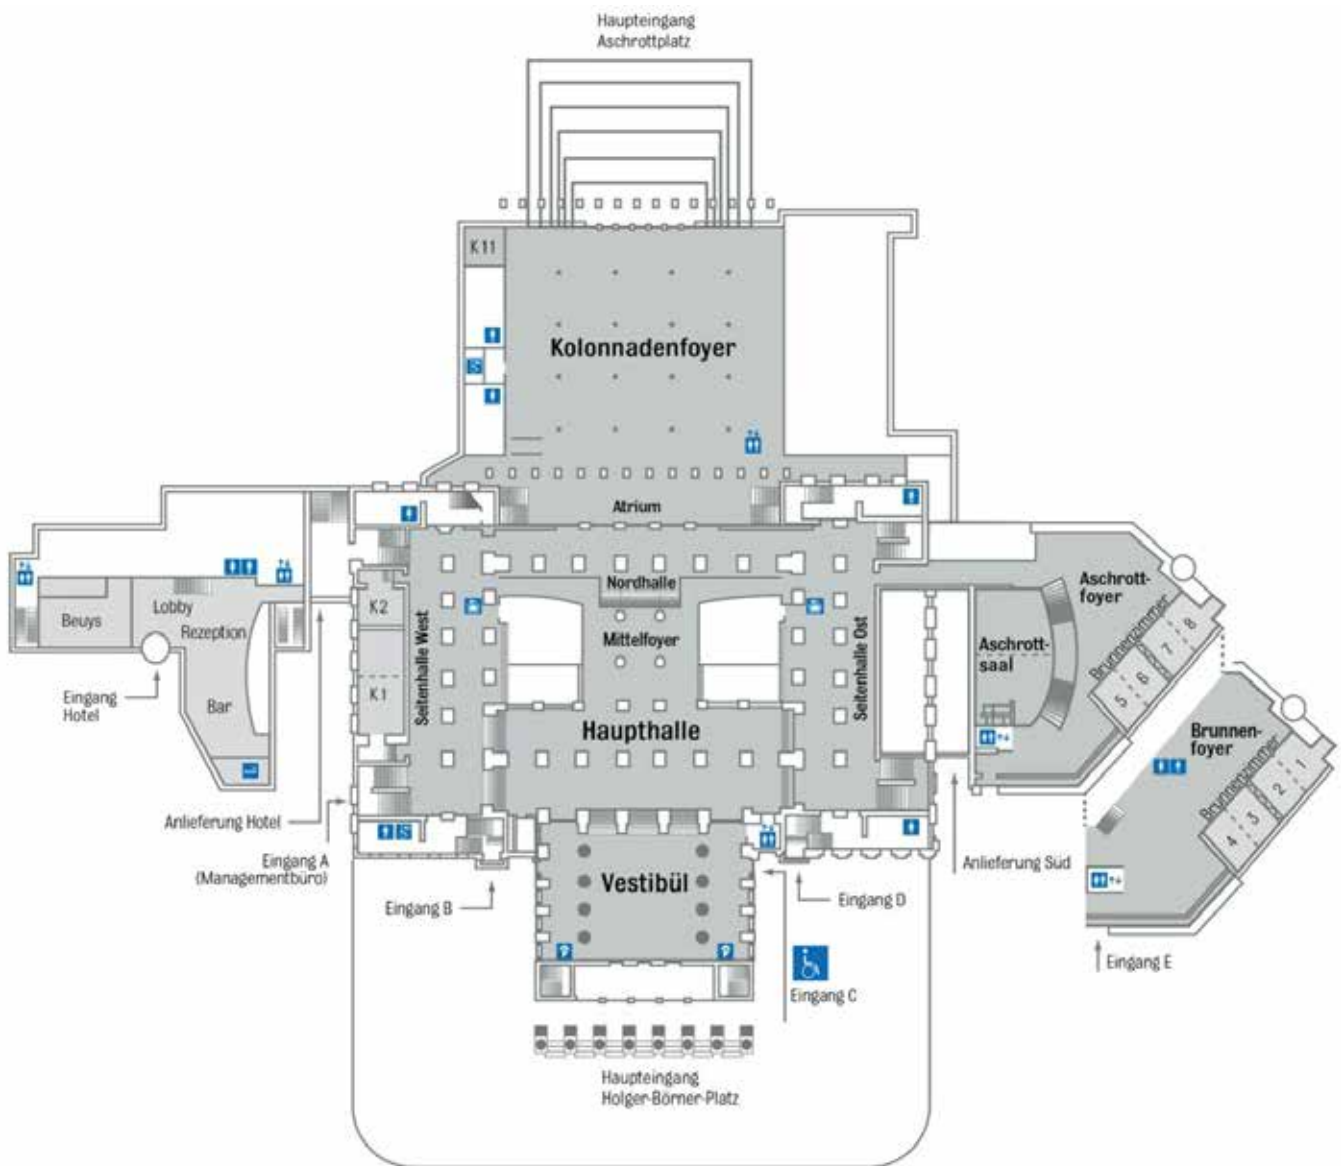 Haupteingang
Aschrottplatz
K11
Kolonnadenfoyer
S
Atrium
Nordhalle
Aschrott-
foyer
Beuys
Lobby
Rezeption
K2
Seitenhalle West
Mittelfoyer
Seitenhalle Ost
Aschrott-
saal
Brunnenzimmer
5
6
7
8
Eingang
Hotel
Bar
K1
Haupthalle
Brunnen-
foyer
Brunnenzimmer
4
3
2
1
Anlieferung Hotel
S
Eingang A
(Managementbüro)
Vestibül
Anlieferung Süd
Eingang B
Eingang D
Eingang E
Eingang C
Haupteingang
Holger-Börner-Platz